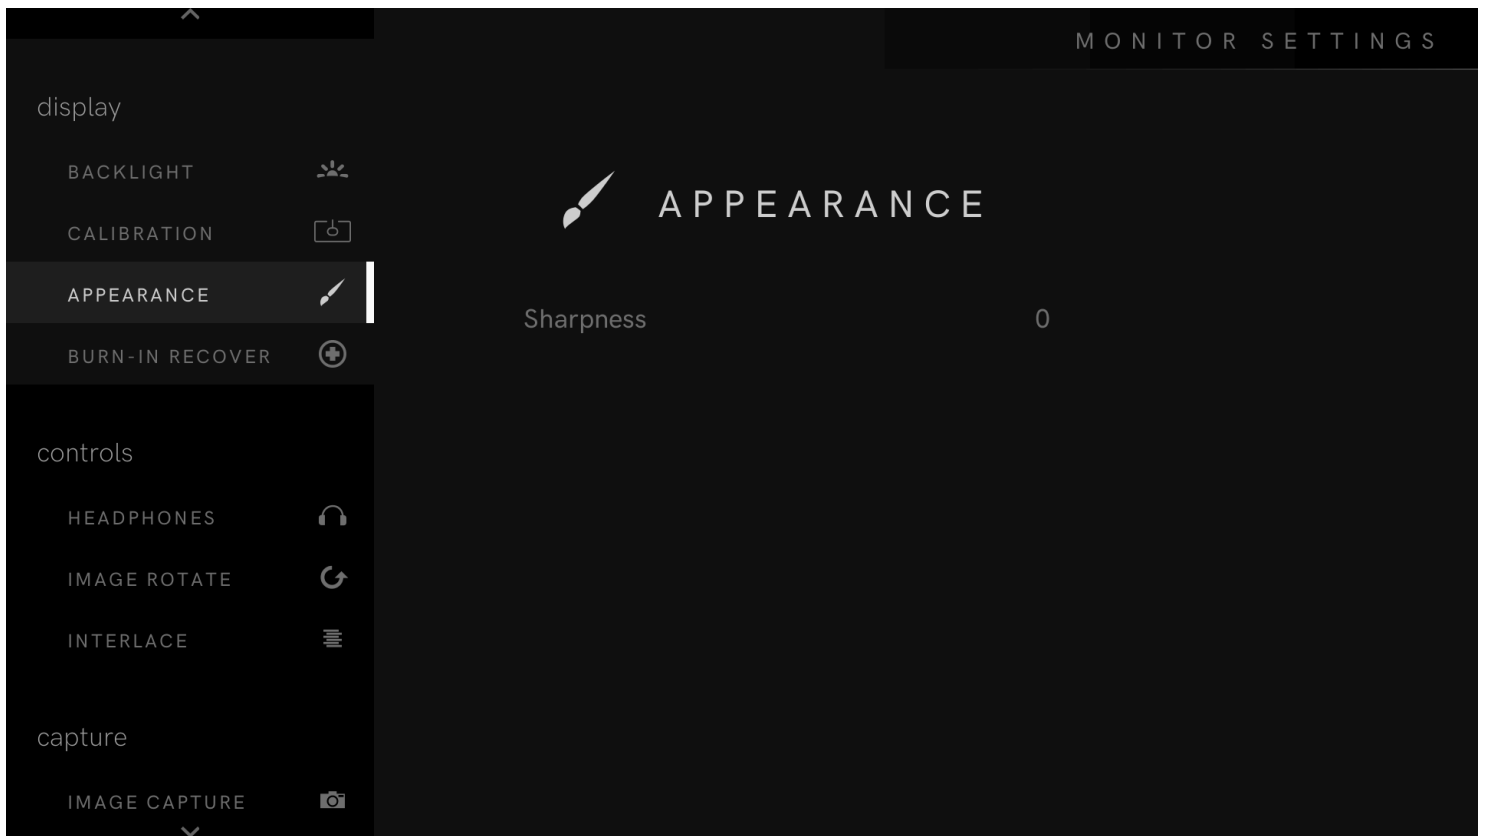 MONITOR SETTINGS
display
BACKLIGHT
CALIBRATION
APPEARANCE
BURN-IN RECOVER
controls
HEADPHONES
IMAGE ROTATE
INTERLACE
capture
IMAGE CAPTURE
APPEARANCE
Sharpness 0